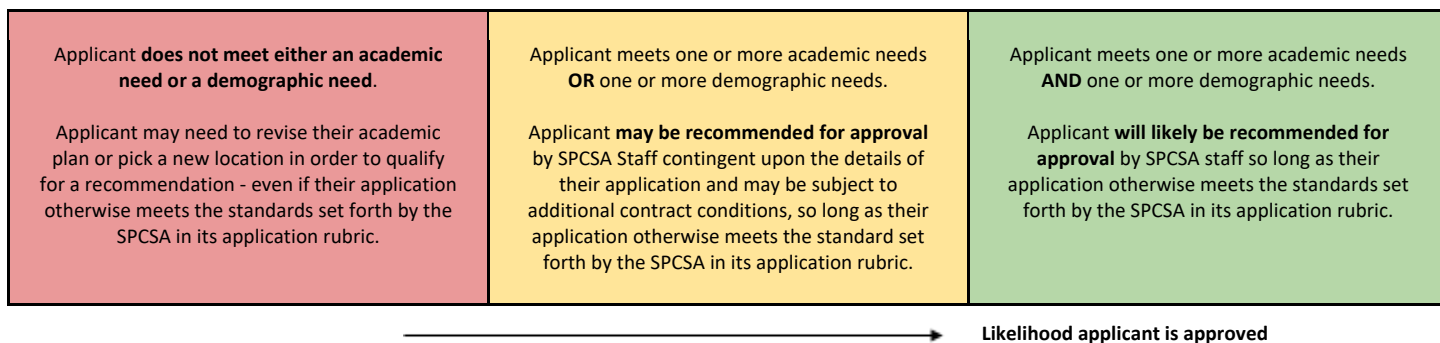 Applicant does not meet either an academic
need or a demographic need.
Applicant may need to revise their academic
plan or pick a new location in order to qualify
for a recommendation - even if their application
otherwise meets the standards set forth by the
SPCSA in its application rubric.
Applicant meets one or more academic needs
OR one or more demographic needs.
Applicant may be recommended for approval
by SPCSA Staff contingent upon the details of
their application and may be subject to
additional contract conditions, so long as their
application otherwise meets the standard set
forth by the SPCSA in its application rubric.
Applicant meets one or more academic needs
AND one or more demographic needs.
Applicant will likely be recommended for
approval by SPCSA staff so long as their
application otherwise meets the standards set
forth by the SPCSA in its application rubric.
Likelihood applicant is approved